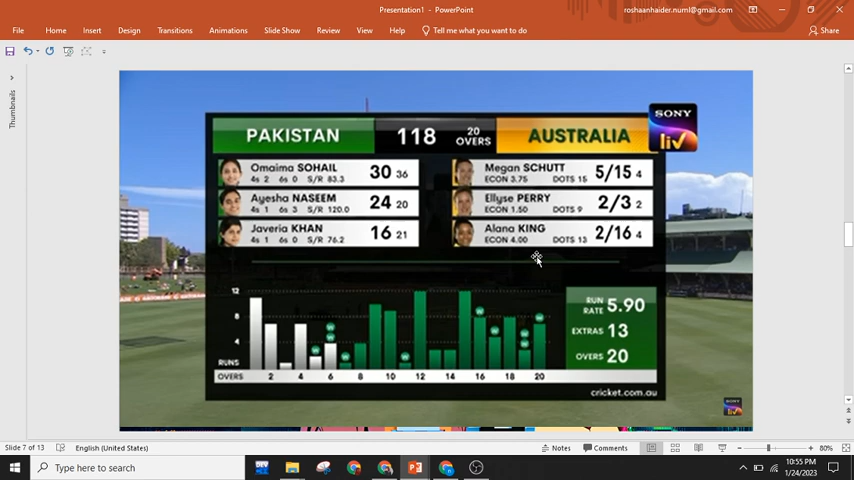 Presentation1 - PowerPoint
roshaanhaider.numl@gmail.com
File Home Insert Design Transitions Animations Slide Show Review View Help Tell me what you want to do Share
Thumbnails
PAKISTAN 118 20 OVERS AUSTRALIA
SONY
liv
Omaima SOHAIL 30 36
4s 2 6s 0 S/R 83.3
Megan SCHUTT 5/15 4
ECON 3.75 DOTS 15
Ayesha NASEEM 24 20
4s 1 6s 3 S/R 120.0
Ellyse PERRY 2/3 2
ECON 1.50 DOTS 9
Javeria KHAN 16 21
4s 1 6s 0 S/R 76.2
Alana KING 2/16 4
ECON 4.00 DOTS 13
12
8
4
RUNS
W W W W W W W W W W W
OVERS 2 4 6 8 10 12 14 16 18 20
RUN RATE 5.90
EXTRAS 13
OVERS 20
cricket.com.au
Slide 7 of 13 English (United States) Notes Comments 80%
Type here to search
10:55 PM
1/24/2023